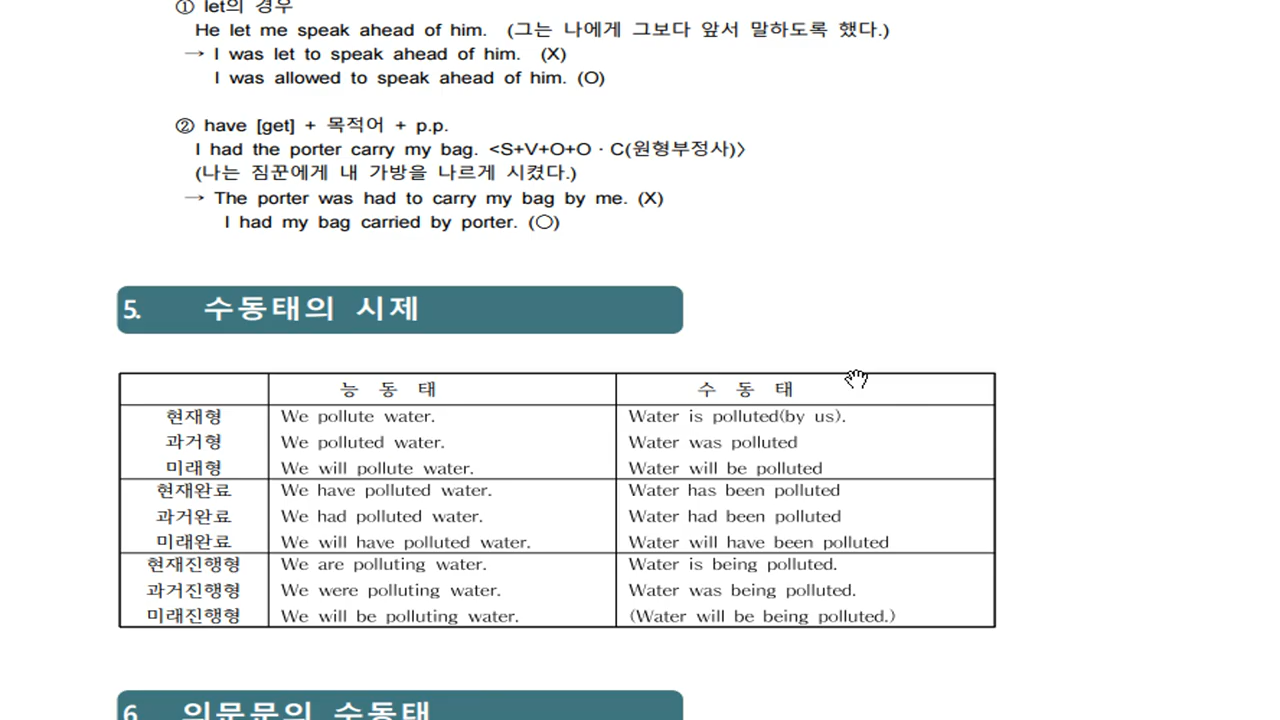 ① let의 경우
He let me speak ahead of him. (그는 나에게 그보다 앞서 말하도록 했다.)
→ I was let to speak ahead of him. (X)
I was allowed to speak ahead of him. (O)
② have [get] + 목적어 + p.p.
I had the porter carry my bag. <S+V+O+O · C(원형부정사)〉
(나는 짐꾼에게 내 가방을 나르게 시켰다.)
→ The porter was had to carry my bag by me. (X)
I had my bag carried by porter. (○)
5. 수동태의 시제
능 동 태 수 동 태
현재형 We pollute water. Water is polluted(by us).
과거형 We polluted water. Water was polluted
미래형 We will pollute water. Water will be polluted
현재완료 We have polluted water. Water has been polluted
과거완료 We had polluted water. Water had been polluted
미래완료 We will have polluted water. Water will have been polluted
현재진행형 We are polluting water. Water is being polluted.
과거진행형 We were polluting water. Water was being polluted.
미래진행형 We will be polluting water. (Water will be being polluted.)
6. 의문문의 수동태